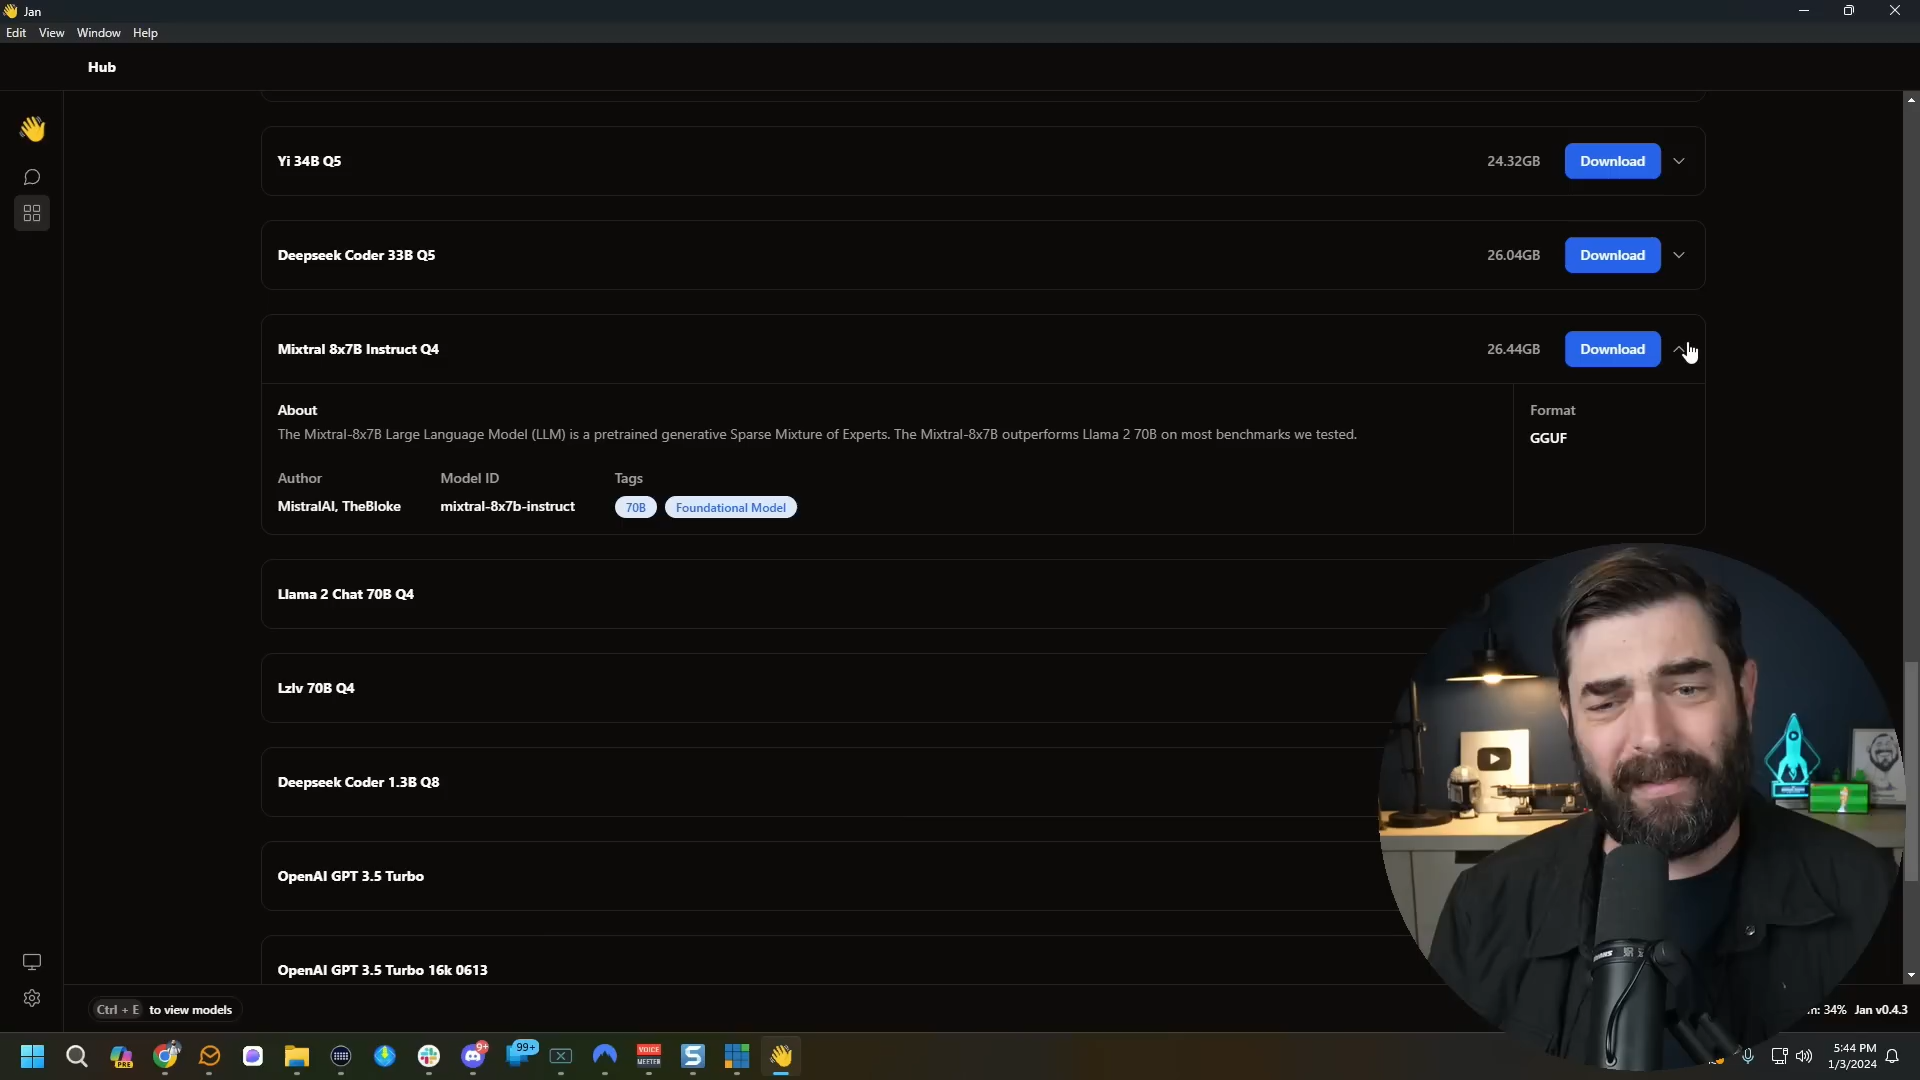 Jan
Edit View Window Help
Hub
Yi 34B Q5 24.32GB Download
Deepseek Coder 33B Q5 26.04GB Download
Mixtral 8x7B Instruct Q4 26.44GB Download
About
The Mixtral-8x7B Large Language Model (LLM) is a pretrained generative Sparse Mixture of Experts. The Mixtral-8x7B outperforms Llama 2 70B on most benchmarks we tested.
Format
GGUF
Author Model ID Tags
MistralAI, TheBloke mixtral-8x7b-instruct 70B Foundational Model
Llama 2 Chat 70B Q4
Lzlv 70B Q4
Deepseek Coder 1.3B Q8
OpenAI GPT 3.5 Turbo
OpenAI GPT 3.5 Turbo 16k 0613
Ctrl + E to view models
34% Jan v0.4.3
PRE
9+
99+
VOICE
MEETER
5:44 PM
1/3/2024